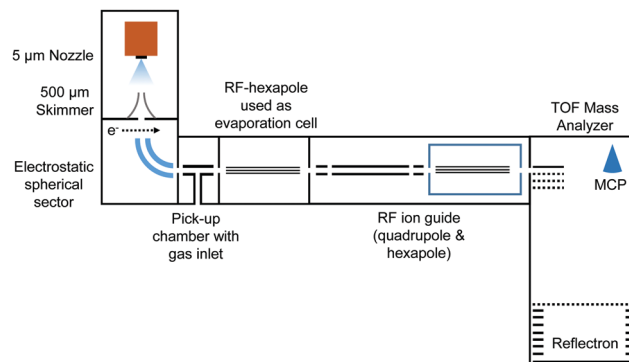 5 µm Nozzle
500 µm
Skimmer
e-
Electrostatic
spherical
sector
Pick-up
chamber with
gas inlet
RF-hexapole
used as
evaporation cell
RF ion guide
(quadrupole &
hexapole)
TOF Mass
Analyzer
MCP
Reflectron